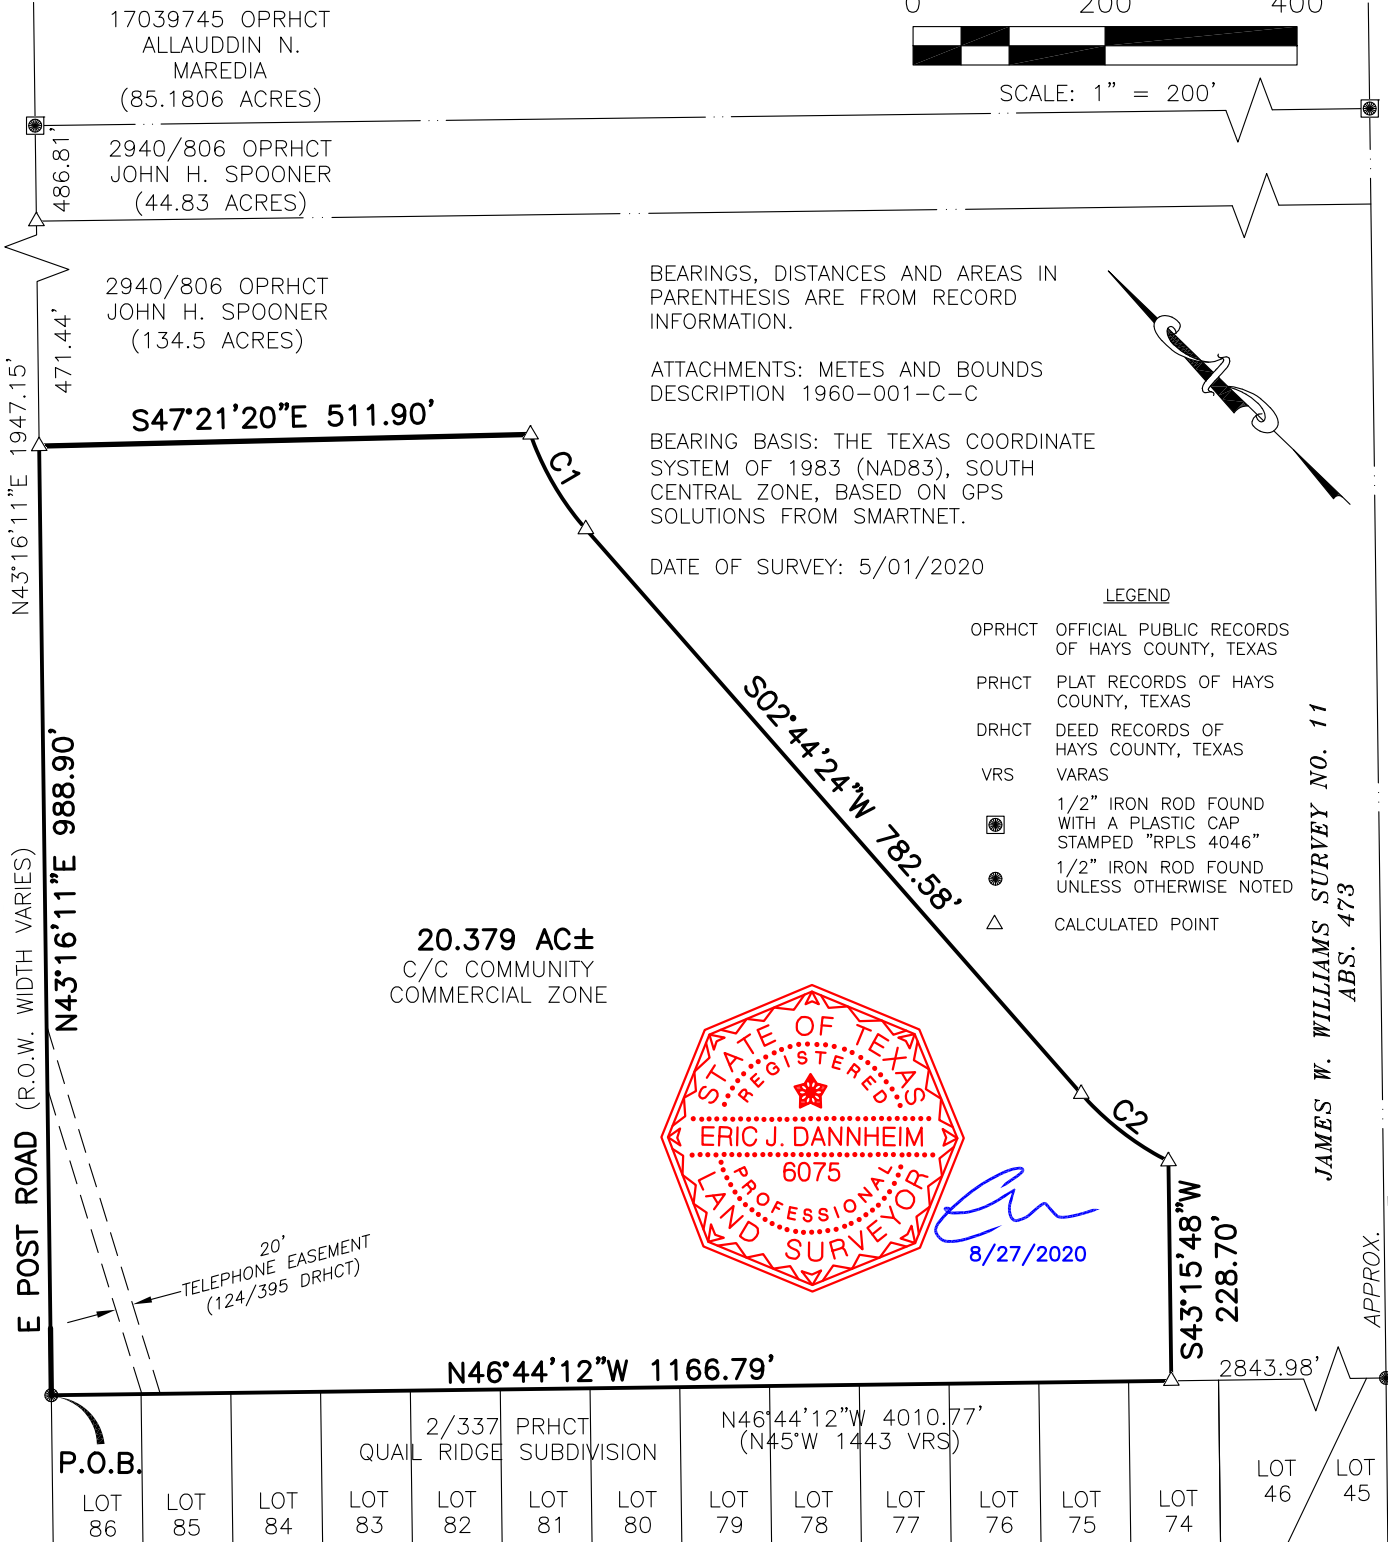 17039745 OPRHCT
ALLAUDDIN N.
MAREDIA
(85.1806 ACRES)
0 200 400
SCALE: 1" = 200'
486.81'
2940/806 OPRHCT
JOHN H. SPOONER
(44.83 ACRES)
2940/806 OPRHCT
JOHN H. SPOONER
(134.5 ACRES)
471.44'
N43°16'11"E 1947.15'
BEARINGS, DISTANCES AND AREAS IN
PARENTHESIS ARE FROM RECORD
INFORMATION.
ATTACHMENTS: METES AND BOUNDS
DESCRIPTION 1960-001-C-C
BEARING BASIS: THE TEXAS COORDINATE
SYSTEM OF 1983 (NAD83), SOUTH
CENTRAL ZONE, BASED ON GPS
SOLUTIONS FROM SMARTNET.
DATE OF SURVEY: 5/01/2020
S47°21'20"E 511.90'
C1
S02°44'24"W 782.58'
LEGEND
OPRHCT OFFICIAL PUBLIC RECORDS
OF HAYS COUNTY, TEXAS
PRHCT PLAT RECORDS OF HAYS
COUNTY, TEXAS
DRHCT DEED RECORDS OF
HAYS COUNTY, TEXAS
VRS VARAS
1/2" IRON ROD FOUND
WITH A PLASTIC CAP
STAMPED "RPLS 4046"
1/2" IRON ROD FOUND
UNLESS OTHERWISE NOTED
CALCULATED POINT
JAMES W. WILLIAMS SURVEY NO. 11
ABS. 473
APPROX.
N43°16'11"E 988.90'
E POST ROAD (R.O.W. WIDTH VARIES)
20.379 AC±
C/C COMMUNITY
COMMERCIAL ZONE
STATE OF TEXAS
REGISTERED
ERIC J. DANNHEIM
6075
PROFESSIONAL
LAND SURVEYOR
8/27/2020
C2
S43°15'48"W
228.70'
20'
TELEPHONE EASEMENT
(124/395 DRHCT)
N46°44'12"W 1166.79'
2843.98'
P.O.B.
2/337 PRHCT
QUAIL RIDGE SUBDIVISION
N46°44'12"W 4010.77'
(N45°W 1443 VRS)
LOT
86
LOT
85
LOT
84
LOT
83
LOT
82
LOT
81
LOT
80
LOT
79
LOT
78
LOT
77
LOT
76
LOT
75
LOT
74
LOT
46
LOT
45